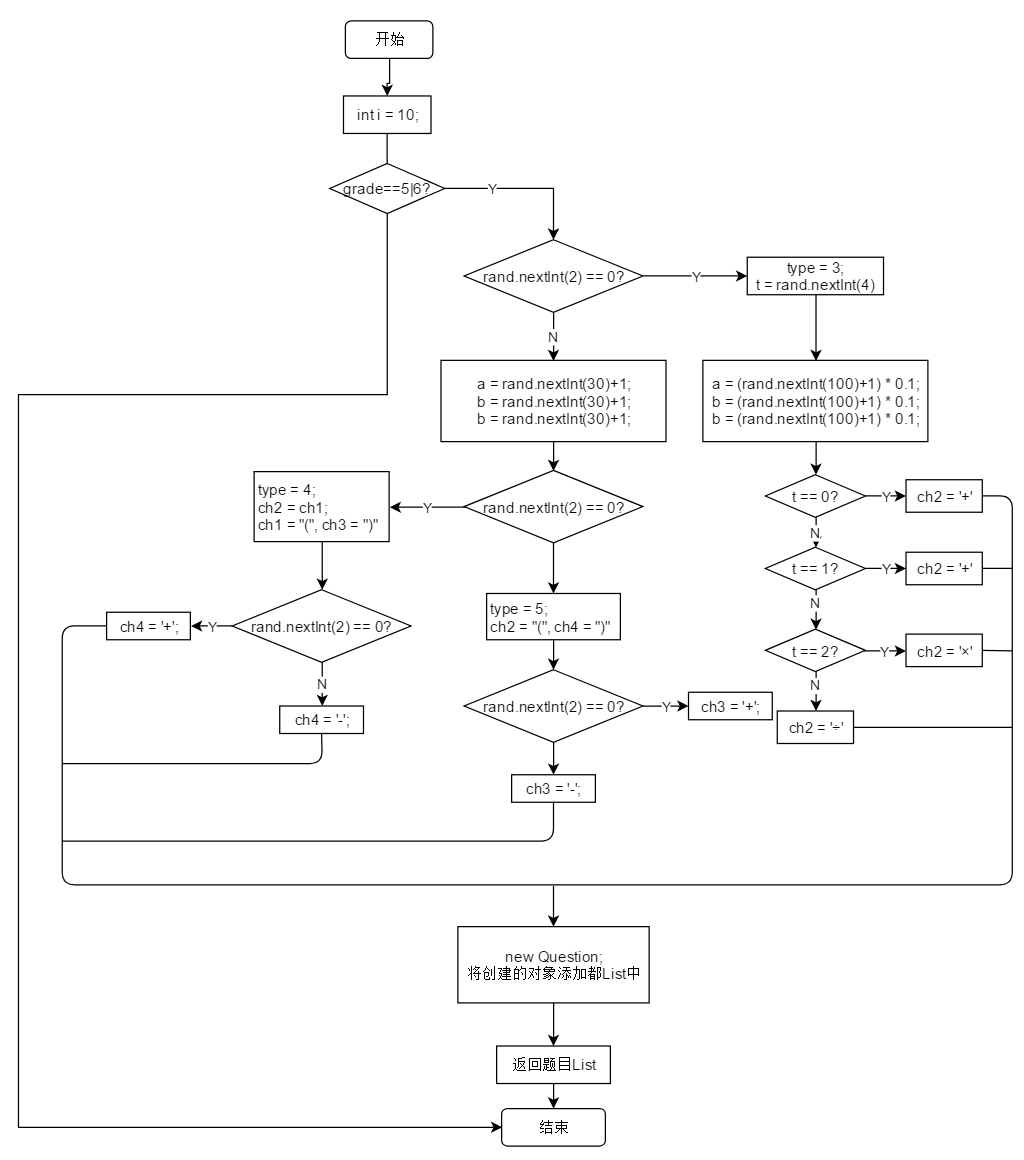 开始
int i = 10;
grade==5|6?
Y
rand.nextInt(2) == 0?
Y
type = 3;
t = rand.nextInt(4)
N
a = rand.nextInt(30)+1;
b = rand.nextInt(30)+1;
b = rand.nextInt(30)+1;
a = (rand.nextInt(100)+1) * 0.1;
b = (rand.nextInt(100)+1) * 0.1;
b = (rand.nextInt(100)+1) * 0.1;
type = 4;
ch2 = ch1;
ch1 = "(", ch3 = ")"
Y
rand.nextInt(2) == 0?
t == 0?
Y
ch2 = '+'
N
t == 1?
Y
ch2 = '+'
N
type = 5;
ch2 = "(", ch4 = ")"
ch4 = '+';
Y
rand.nextInt(2) == 0?
t == 2?
Y
ch2 = '×'
N
N
ch4 = '-';
rand.nextInt(2) == 0?
Y
ch3 = '+';
ch2 = '÷'
ch3 = '-';
new Question;
将创建的对象添加都List中
返回题目List
结束